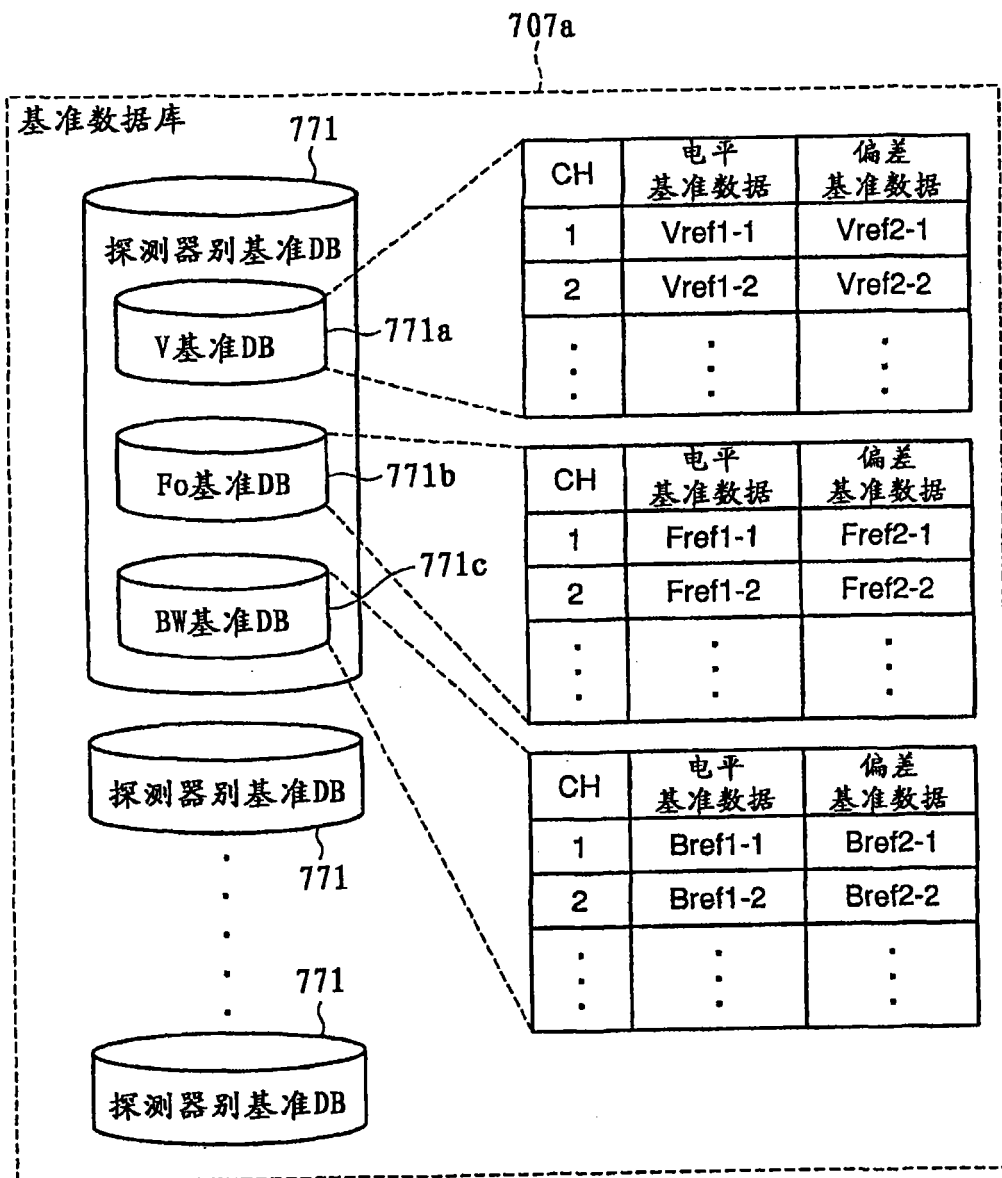 707a
基准数据库
771
探测器别基准DB
V基准DB
771a
Fo基准DB
771b
BW基准DB
771c
探测器别基准DB
771
771
探测器别基准DB
CH 电平基准数据 偏差基准数据
1 Vref1-1 Vref2-1
2 Vref1-2 Vref2-2
CH 电平基准数据 偏差基准数据
1 Fref1-1 Fref2-1
2 Fref1-2 Fref2-2
CH 电平基准数据 偏差基准数据
1 Bref1-1 Bref2-1
2 Bref1-2 Bref2-2